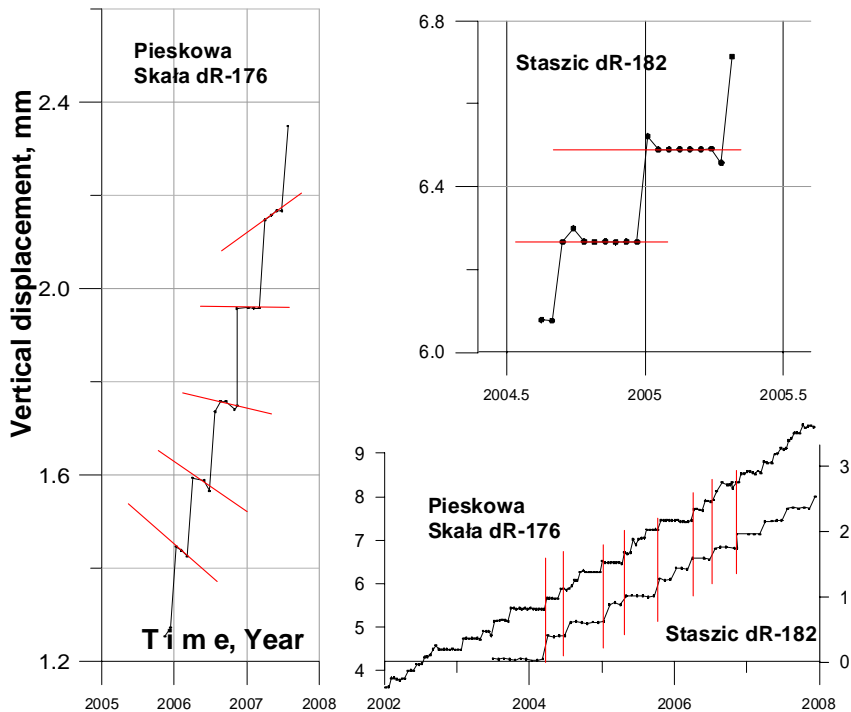 Pieskowa
Skała dR-176
Vertical displacement, mm
2.4
2.0
1.6
1.2
Time, Year
2005 2006 2007 2008
Staszic dR-182
6.8
6.4
6.0
2004.5 2005 2005.5
Pieskowa
Skała dR-176
Staszic dR-182
9
8
7
6
5
4
3
2
1
0
2002 2004 2006 2008